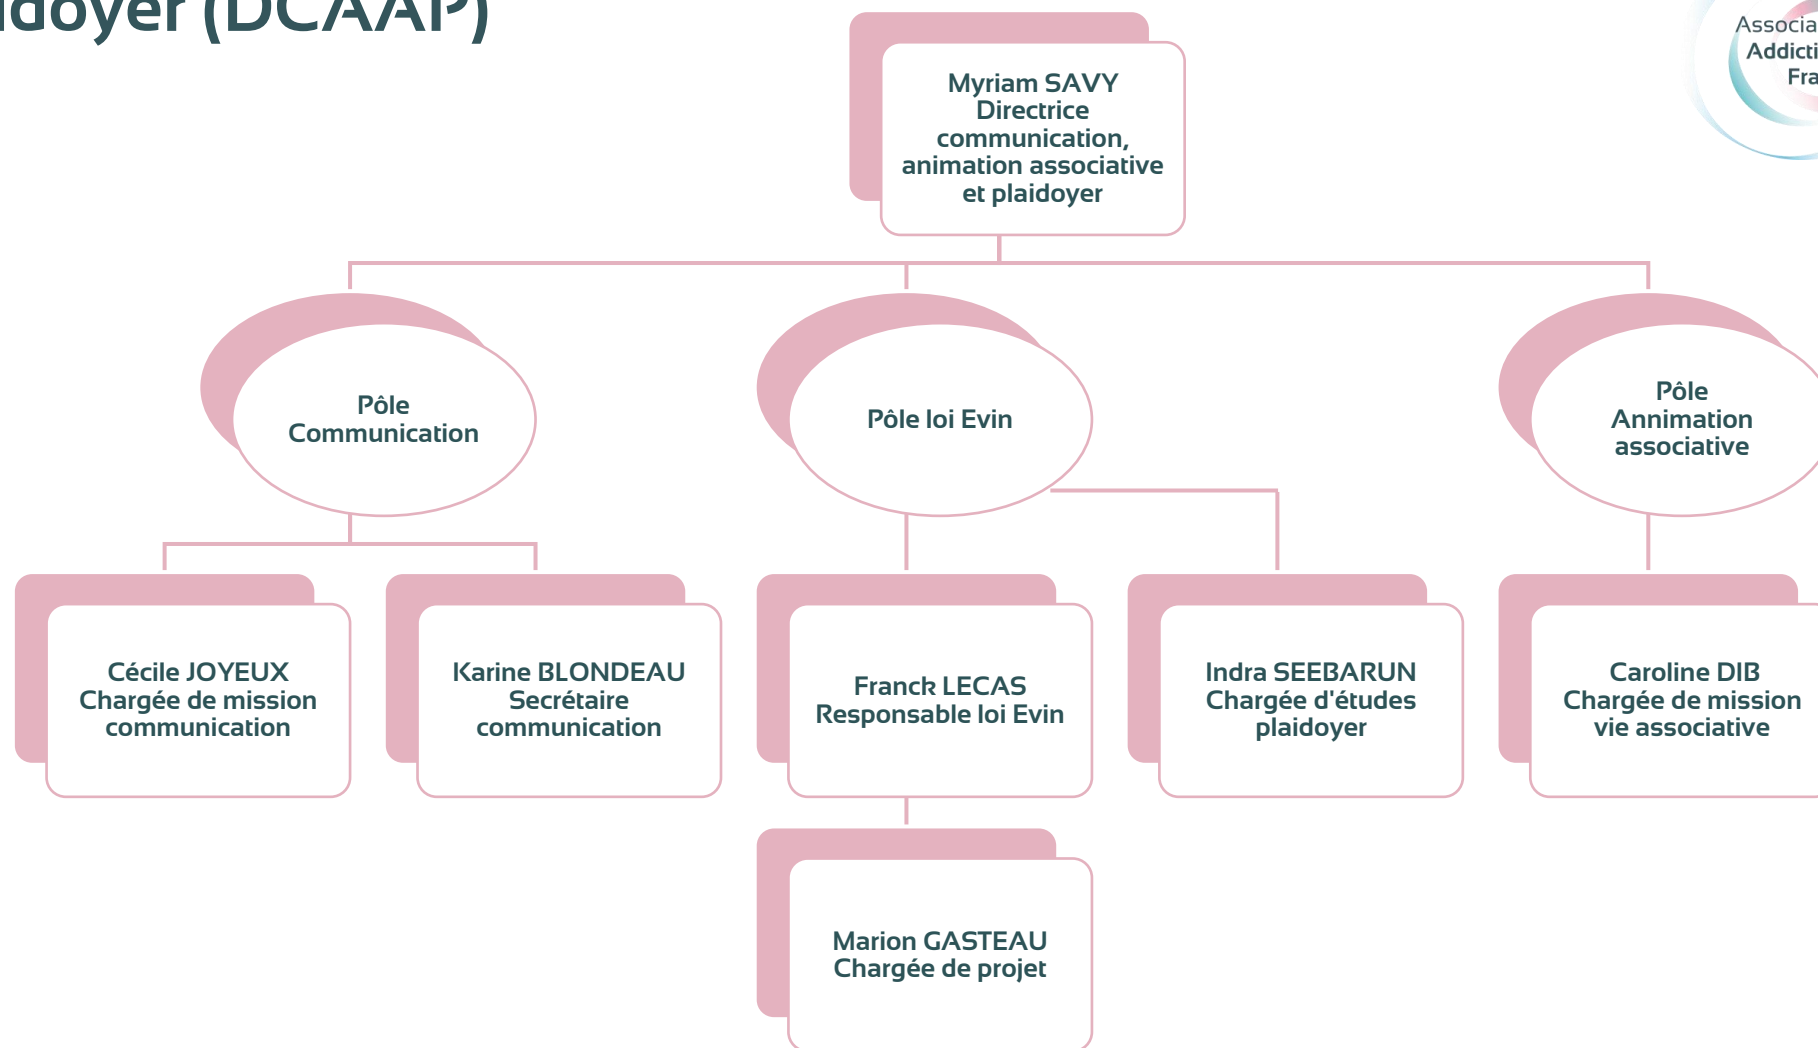 (DCAAP)
Myriam SAVY
Directrice
communication,
animation associative
et plaidoyer
Pôle
Communication
Pôle loi Evin
Pôle
Annimation
associative
Cécile JOYEUX
Chargée de mission
communication
Karine BLONDEAU
Secrétaire
communication
Franck LECAS
Responsable loi Evin
Indra SEEBARUN
Chargée d'études
plaidoyer
Caroline DIB
Chargée de mission
vie associative
Marion GASTEAU
Chargée de projet